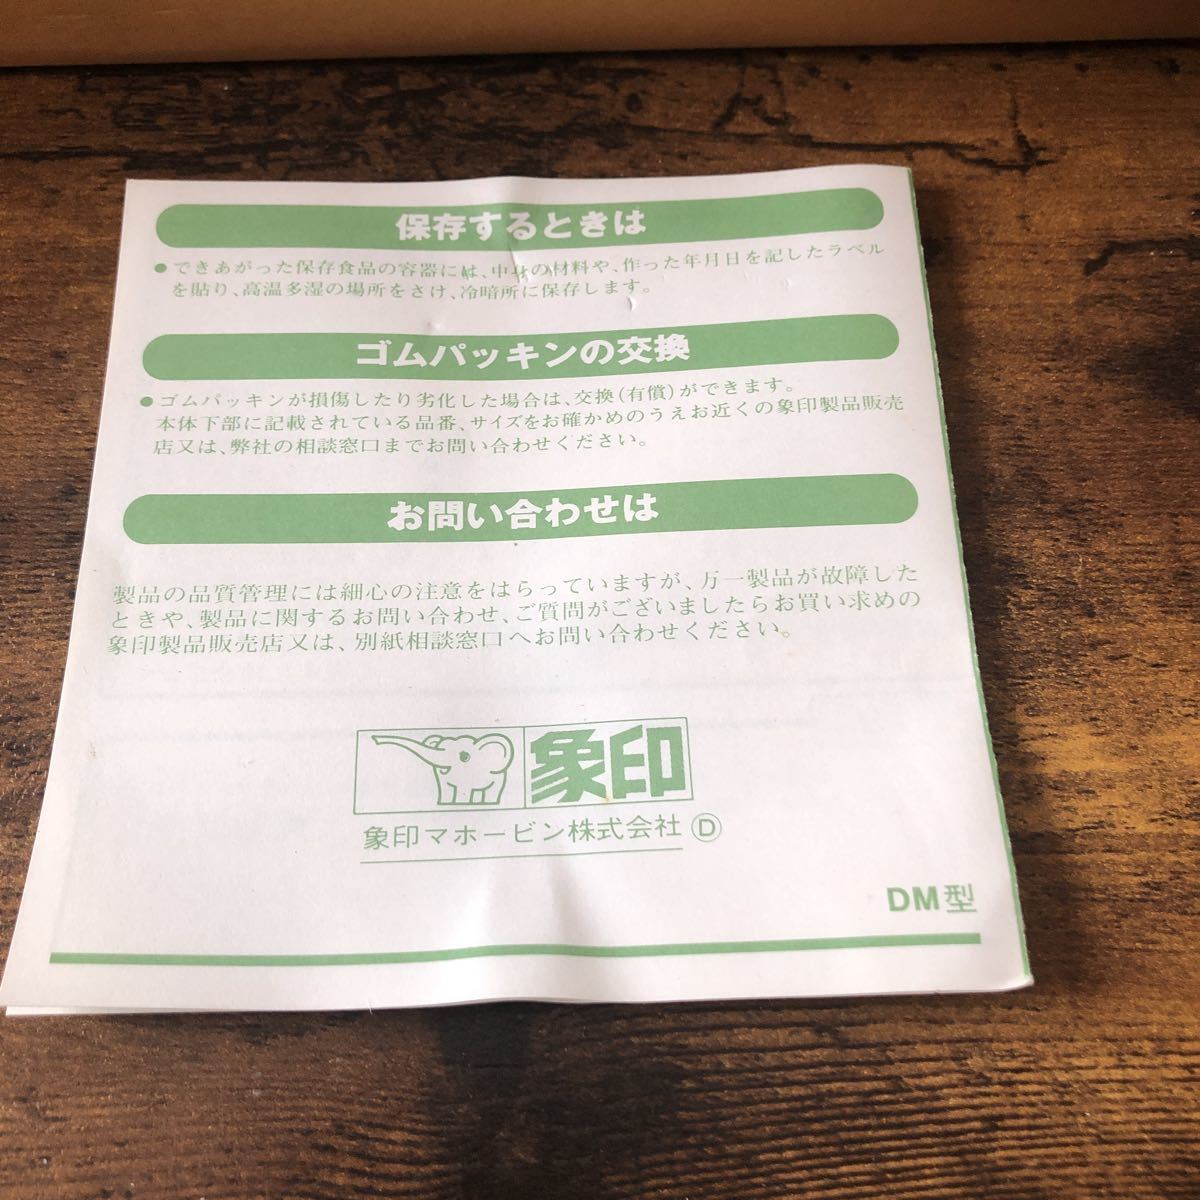 保存するときは
●できあがった保存食品の容器には、中身の材料や、作った年月日を記したラベル
を貼り、高温多湿の場所をさけ、冷暗所に保存します。
ゴムパッキンの交換
●ゴムパッキンが損傷したり劣化した場合は、交換(有償)ができます。
本体下部に記載されている品番、サイズをお確かめのうえお近くの象印製品販売
店又は、弊社の相談窓口までお問い合わせください。
お問い合わせは
製品の品質管理には細心の注意をはらっていますが、万一製品が故障した
ときや、製品に関するお問い合わせ、ご質問がございましたらお買い求めの
象印製品販売店又は、別紙相談窓口へお問い合わせください。
象印
象印マホービン株式会社 Ⓓ
DM型